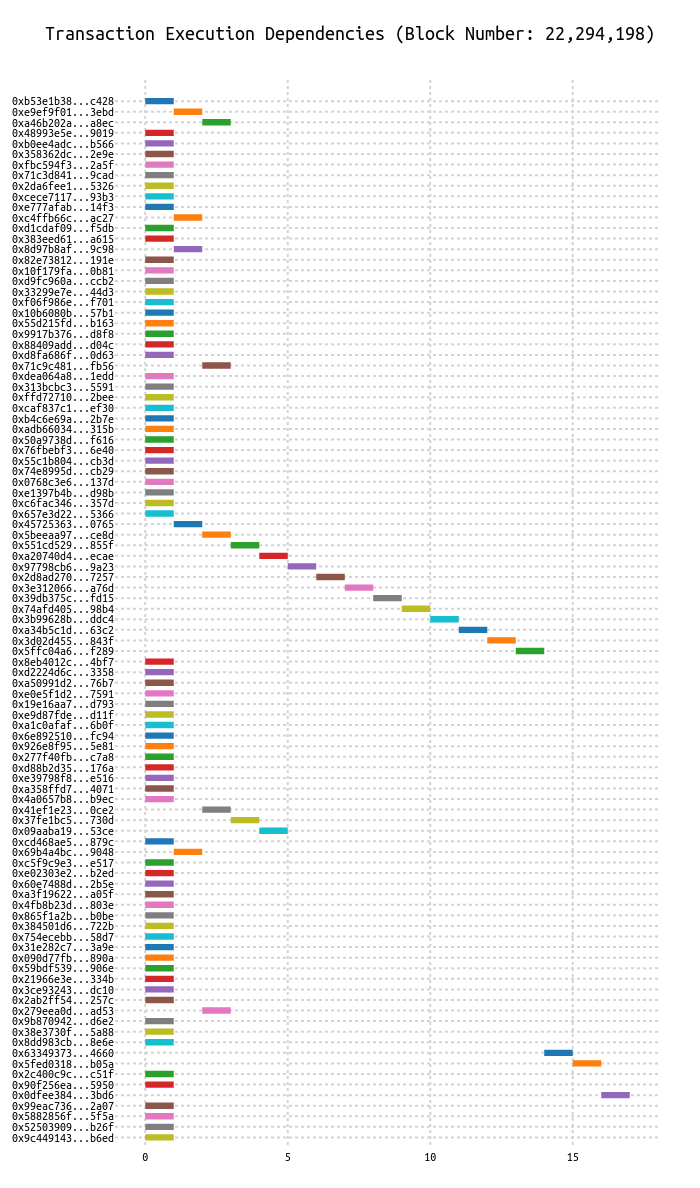 Transaction Execution Dependencies (Block Number: 22,294,198)
0xb53e1b38...c428
0xe9ef9f01...3ebd
0xa46b202a...a8ec
0x48993e5e...9019
0xb0ee4adc...b566
0x358362dc...2e9e
0xfbc594f3...2a5f
0x71c3d841...9cad
0x2da6fee1...5326
0xcece7117...93b3
0xe777afab...14f3
0xc4ffb66c...ac27
0xd1cdaf09...f5db
0x383eed61...a615
0x8d97b8af...9c98
0x82e73812...191e
0x10f179fa...0b81
0xd9fc960a...ccb2
0x33299e7e...44d3
0xf06f986e...f701
0x10b6080b...57b1
0x55d215fd...b163
0x9917b376...d8f8
0x88409add...d04c
0xd8fa686f...0d63
0x71c9c481...fb56
0xdea064a8...1edd
0x313bcbc3...5591
0xffd72710...2bee
0xcaf837c1...ef30
0xb4c6e69a...2b7e
0xadb66034...315b
0x50a9738d...f616
0x76fbebf3...6e40
0x55c1b804...cb3d
0x74e8995d...cb29
0x0768c3e6...137d
0xe1397b4b...d98b
0xc6fac346...357d
0x657e3d22...5366
0x45725363...0765
0x5beeaa97...ce8d
0x551cd529...855f
0xa20740d4...ecae
0x97798cb6...9a23
0x2d8ad270...7257
0x3e312066...a76d
0x39db375c...fd15
0x74afd405...98b4
0x3b99628b...ddc4
0xa34b5c1d...63c2
0x3d02d455...843f
0x5ffc04a6...f289
0x8eb4012c...4bf7
0xd2224d6c...3358
0xa50991d2...76b7
0xe0e5f1d2...7591
0x19e16aa7...d793
0xe9d87fde...d11f
0xa1c0afaf...6b0f
0x6e892510...fc94
0x926e8f95...5e81
0x277f40fb...c7a8
0xd88b2d35...176a
0xe39798f8...e516
0xa358ffd7...4071
0x4a0657b8...b9ec
0x41ef1e23...0ce2
0x37fe1bc5...730d
0x09aaba19...53ce
0xcd468ae5...879c
0x69b4a4bc...9048
0xc5f9c9e3...e517
0xe02303e2...b2ed
0x60e7488d...2b5e
0xa3f19622...a05f
0x4fb8b23d...803e
0x865f1a2b...b0be
0x384501d6...722b
0x754ecebb...58d7
0x31e282c7...3a9e
0x090d77fb...890a
0x59bdf539...906e
0x21966e3e...334b
0x3ce93243...dc10
0x2ab2ff54...257c
0x279eea0d...ad53
0x9b870942...d6e2
0x38e3730f...5a88
0x8dd983cb...8e6e
0x63349373...4660
0x5fed0318...b05a
0x2c400c9c...c51f
0x90f256ea...5950
0x0dfee384...3bd6
0x99eac736...2a07
0x5882856f...5f5a
0x52503909...b26f
0x9c449143...b6ed
0 5 10 15